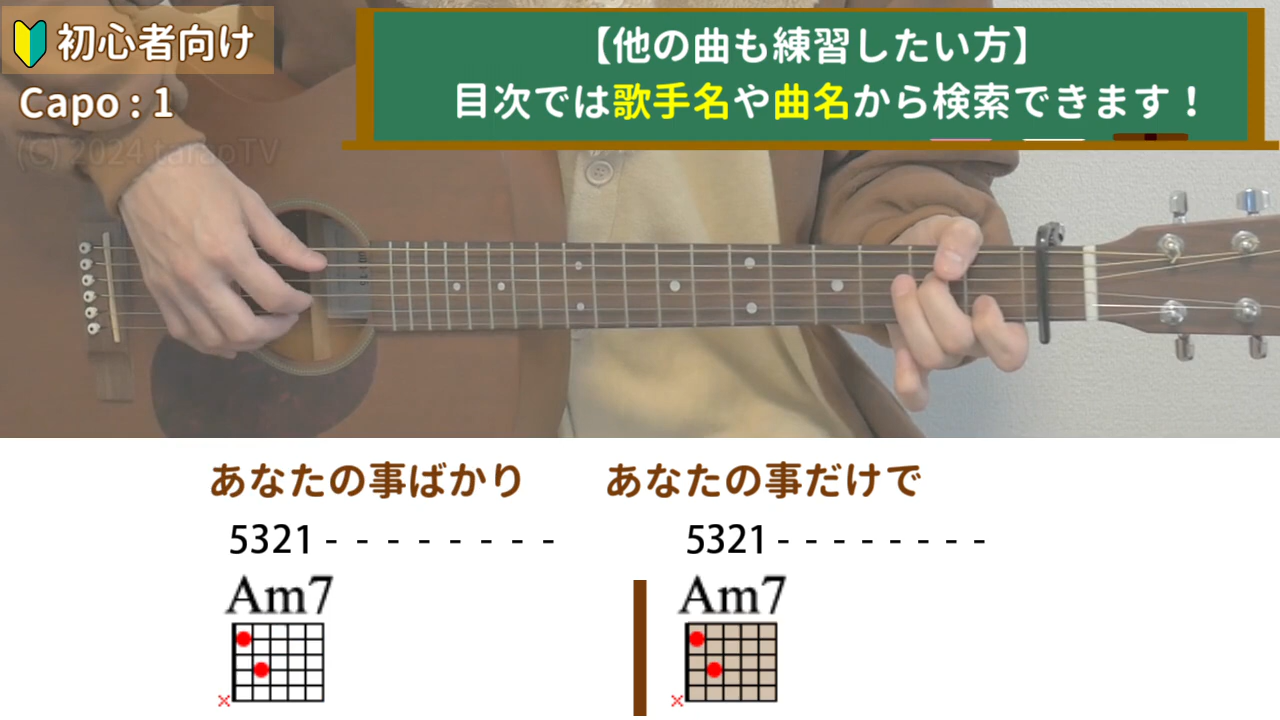 初心者向け
Capo : 1
(C) 2024 tarapTV
【他の曲も練習したい方】
目次では歌手名や曲名から検索できます！
あなたの事ばかり あなたの事だけで
5321 - - - - - - - - 5321 - - - - - - - -
Am7 Am7
× ×